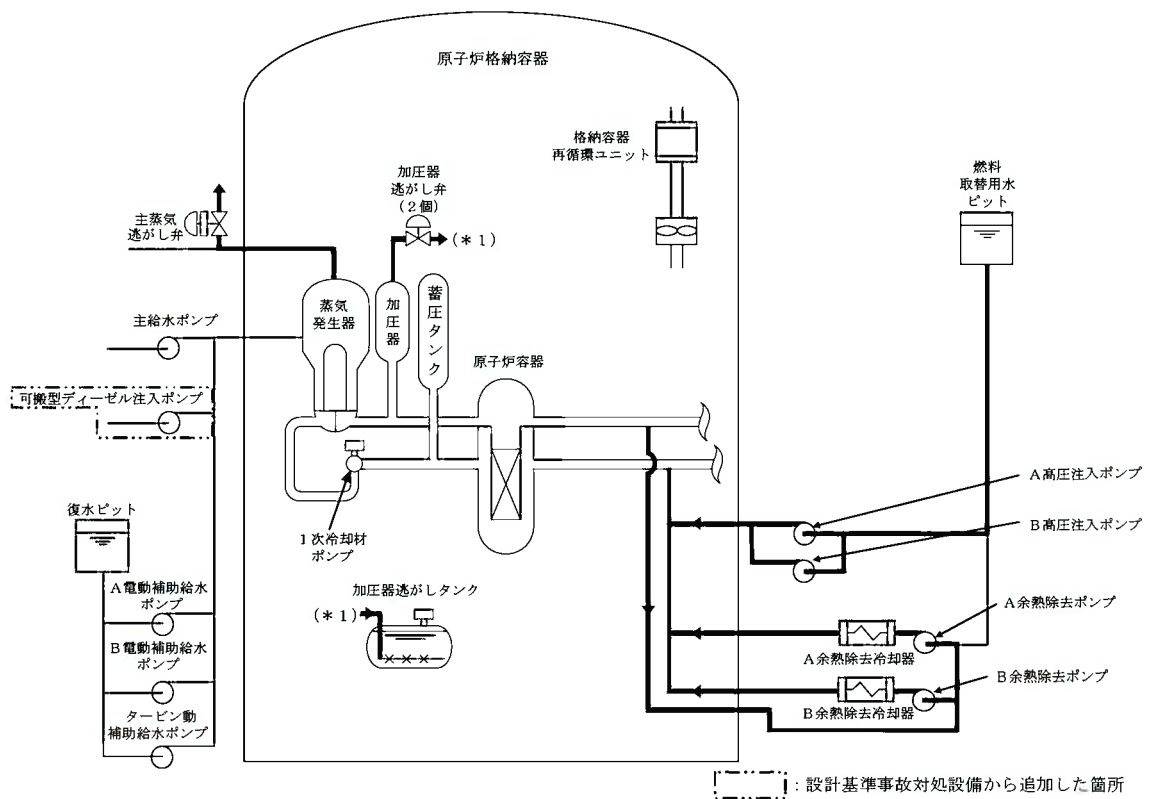 原子炉格納容器
格納容器
再循環ユニット
燃料
取替用水
ピット
加圧器
逃がし弁
(2個)
(*1)
主蒸気
逃がし弁
蒸気
発生器
加圧器
蓄圧タンク
原子炉容器
主給水ポンプ
可搬型ディーゼル注入ポンプ
復水ピット
1次冷却材
ポンプ
A高圧注入ポンプ
B高圧注入ポンプ
A電動補助給水
ポンプ
B電動補助給水
ポンプ
タービン動
補助給水ポンプ
加圧器逃がしタンク
(*1)
A余熱除去ポンプ
A余熱除去冷却器
B余熱除去ポンプ
B余熱除去冷却器
:設計基準事故対処設備から追加した箇所